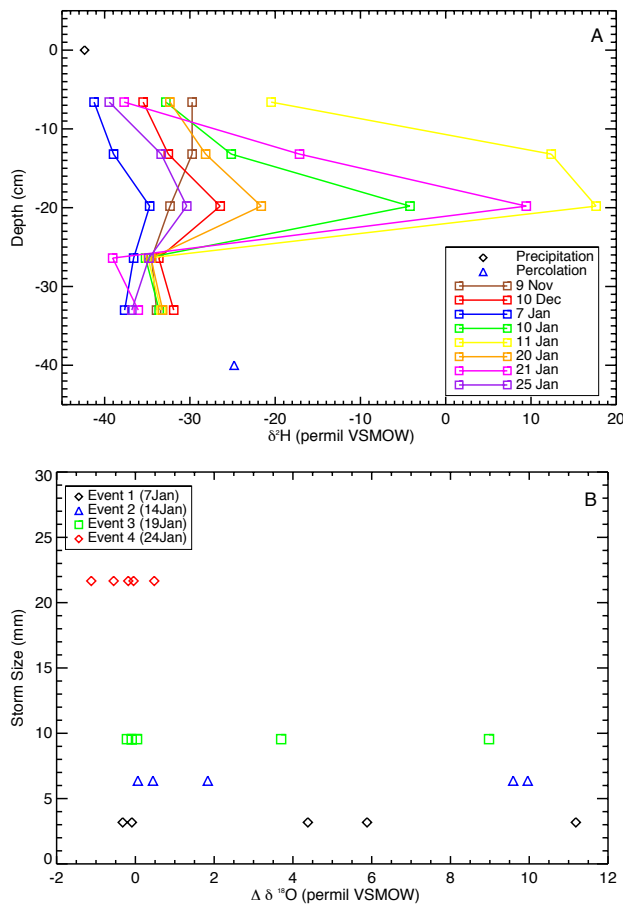 A
0
-10
-20
-30
-40
Depth (cm)
Precipitation
Percolation
9 Nov
10 Dec
7 Jan
10 Jan
11 Jan
20 Jan
21 Jan
25 Jan
-40 -30 -20 -10 0 10 20
δ²H (permil VSMOW)
B
30
25
20
15
10
5
0
Storm Size (mm)
Event 1 (7Jan)
Event 2 (14Jan)
Event 3 (19Jan)
Event 4 (24Jan)
-2 0 2 4 6 8 10 12
Δ δ ¹⁸O (permil VSMOW)